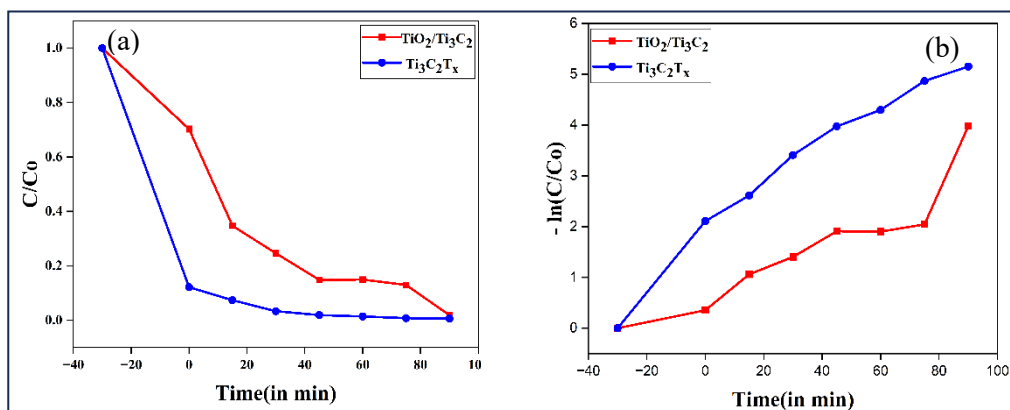 (a)
TiO₂/Ti₃C₂
Ti₃C₂Tₓ
C/Co
1.0
0.8
0.6
0.4
0.2
0.0
−40
−20
0
20
40
60
80
10
Time(in min)
(b)
TiO₂/Ti₃C₂
Ti₃C₂Tₓ
- ln(C/Co)
6
5
4
3
2
1
0
−40
−20
0
20
40
60
80
100
Time(in min)